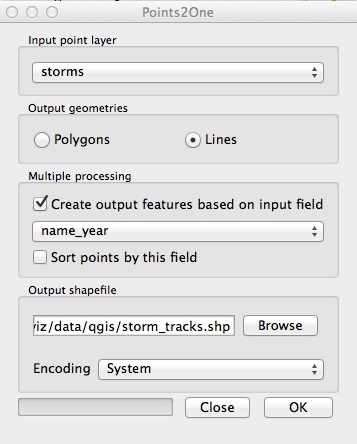 Points2One
Input point layer
storms
Output geometries
Polygons Lines
Multiple processing
Create output features based on input field
name_year
Sort points by this field
Output shapefile
viz/data/qgis/storm_tracks.shp Browse
Encoding System
Close OK